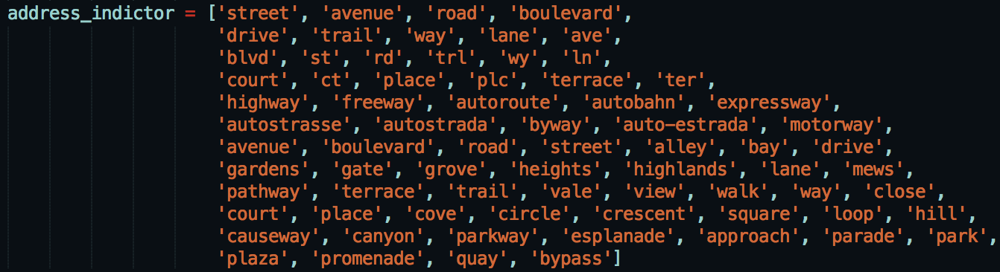 address_indictor = ['street', 'avenue', 'road', 'boulevard',
'drive', 'trail', 'way', 'lane', 'ave',
'blvd', 'st', 'rd', 'trl', 'wy', 'ln',
'court', 'ct', 'place', 'plc', 'terrace', 'ter',
'highway', 'freeway', 'autoroute', 'autobahn', 'expressway',
'autostrasse', 'autostrada', 'byway', 'auto-estrada', 'motorway',
'avenue', 'boulevard', 'road', 'street', 'alley', 'bay', 'drive',
'gardens', 'gate', 'grove', 'heights', 'highlands', 'lane', 'mews',
'pathway', 'terrace', 'trail', 'vale', 'view', 'walk', 'way', 'close',
'court', 'place', 'cove', 'circle', 'crescent', 'square', 'loop', 'hill',
'causeway', 'canyon', 'parkway', 'esplanade', 'approach', 'parade', 'park',
'plaza', 'promenade', 'quay', 'bypass']